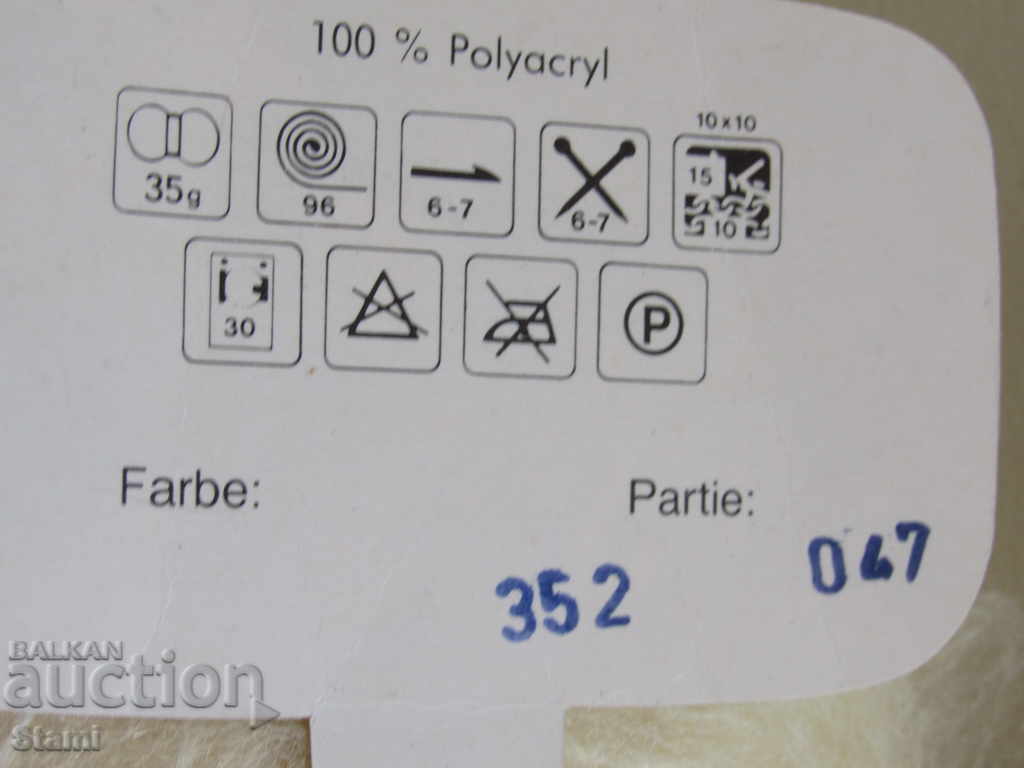 100 % Polyacryl
10x10
35g 96 6-7 6-7 15 10
30 P
Farbe: Partie:
352 047
BALKAN
auction
Stami